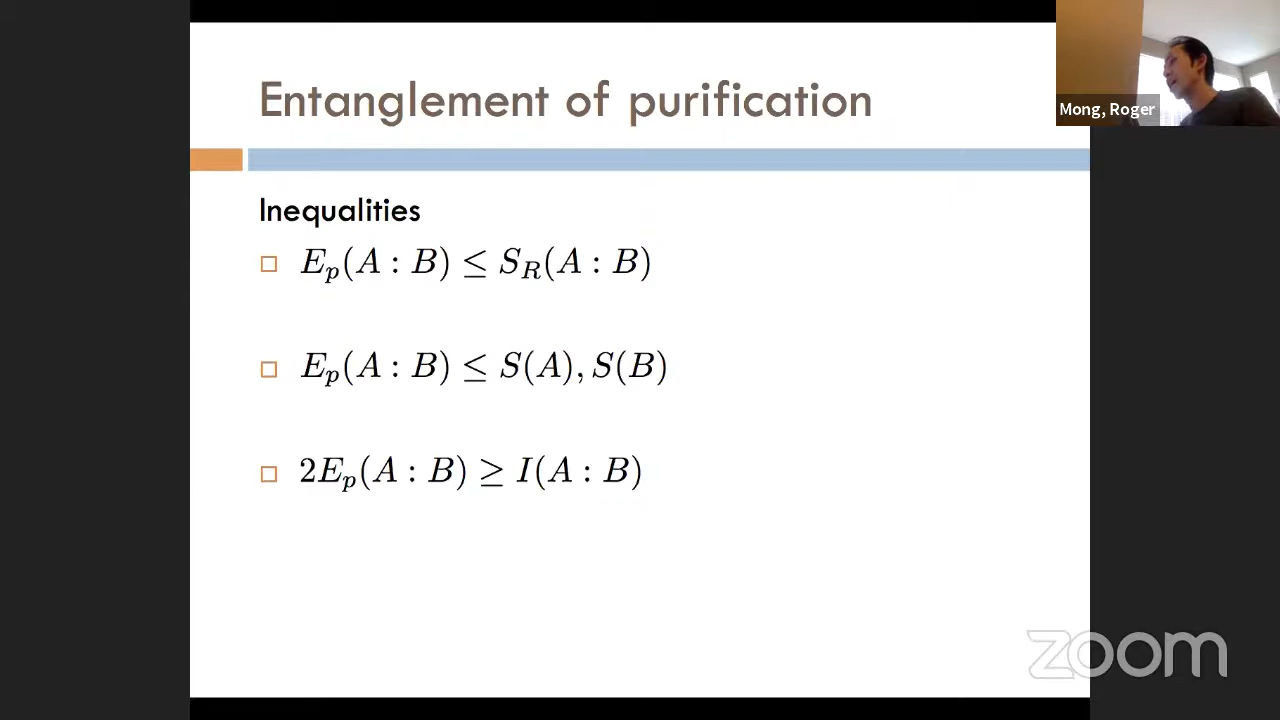 Entanglement of purification
Mong, Roger
Inequalities
E_p(A : B) ≤ S_R(A : B)
E_p(A : B) ≤ S(A), S(B)
2E_p(A : B) ≥ I(A : B)
zoom